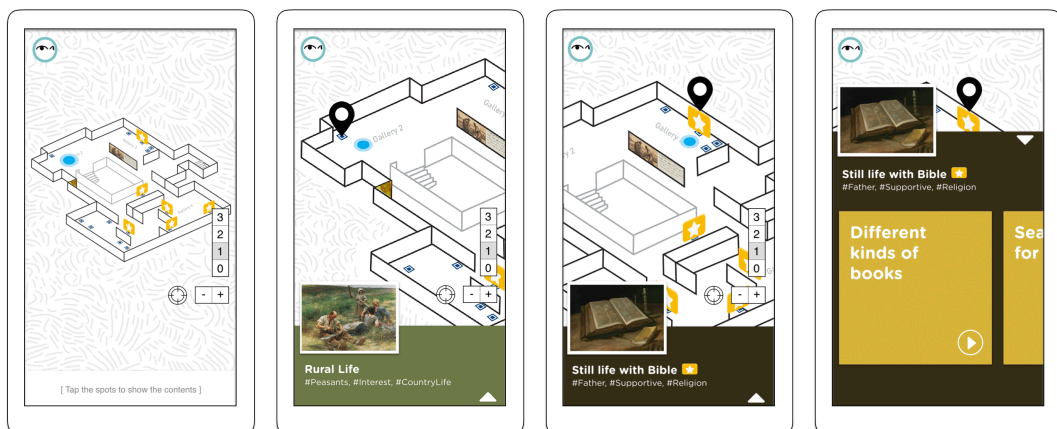 3
2
1
0
- +
[ Tap the spots to show the contents ]
Gallery 2
3
2
1
0
- +
Rural Life
#Peasants, #Interest, #CountryLife
Gallery
3
2
1
0
- +
Still life with Bible
#Father, #Supportive, #Religion
Still life with Bible
#Father, #Supportive, #Religion
Different
kinds of
books
Sea
for